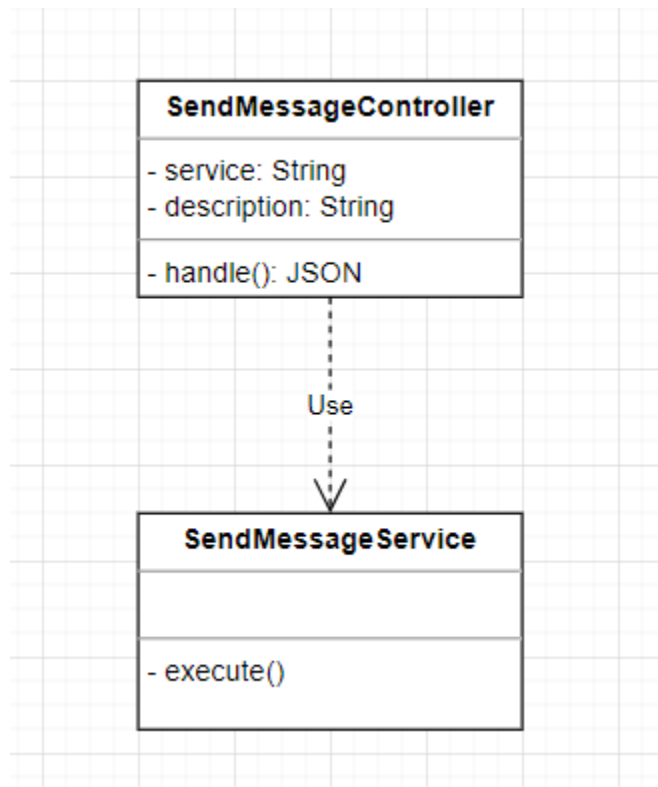 SendMessageController
- service: String
- description: String
- handle(): JSON
Use
SendMessageService
- execute()